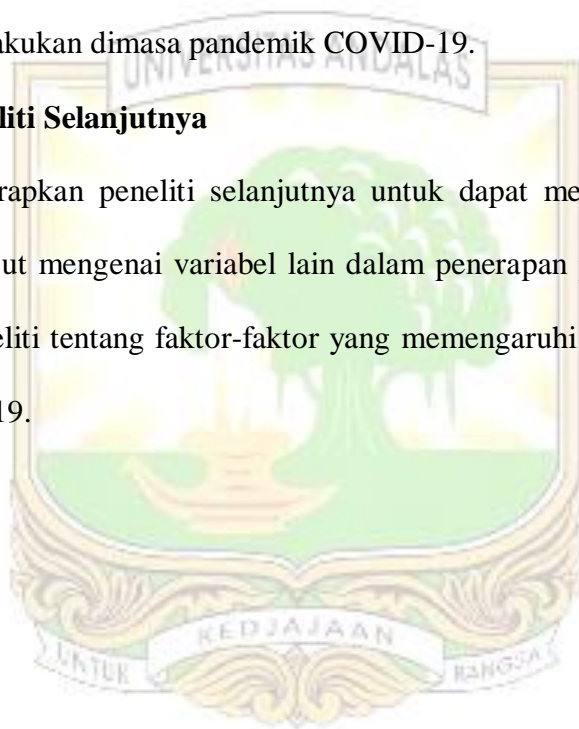 akukan dimasa pandemik COVID-19.
UNIVERSITAS ANDALAS
liti Selanjutnya
rapkan peneliti selanjutnya untuk dapat me
ut mengenai variabel lain dalam penerapan
eliti tentang faktor-faktor yang memengaruhi
19.
KEDJAJAAN
UNTUK BANGSA